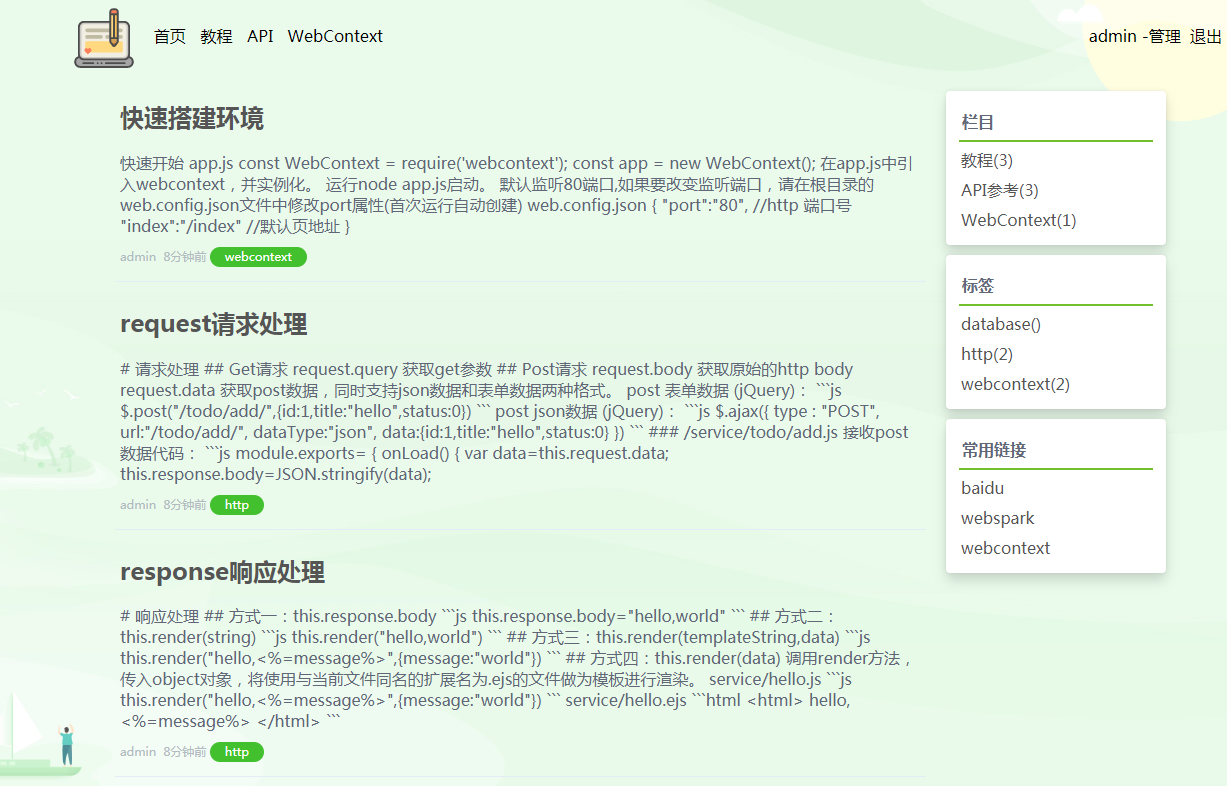 首页 教程 API WebContext
admin -管理 退出
快速搭建环境
快速开始 app.js const WebContext = require('webcontext'); const app = new WebContext(); 在app.js中引
入webcontext，并实例化。 运行node app.js启动。 默认监听80端口,如果要改变监听端口，请在根目录的
web.config.json文件中修改port属性(首次运行自动创建) web.config.json { "port":"80", //http 端口号
"index":"/index" //默认页地址 }
admin 8分钟前 webcontext
request请求处理
# 请求处理 ## Get请求 request.query 获取get参数 ## Post请求 request.body 获取原始的http body
request.data 获取post数据，同时支持json数据和表单数据两种格式。 post 表单数据 (jQuery)： ```js
$.post("/todo/add/",{id:1,title:"hello",status:0}) ``` post json数据 (jQuery)： ```js $.ajax({ type : "POST",
url:"/todo/add/", dataType:"json", data:{id:1,title:"hello",status:0} }) ``` ### /service/todo/add.js 接收post
数据代码： ```js module.exports= { onLoad() { var data=this.request.data;
this.response.body=JSON.stringify(data);
admin 8分钟前 http
response响应处理
# 响应处理 ## 方式一：this.response.body ```js this.response.body="hello,world" ``` ## 方式二：
this.render(string) ```js this.render("hello,world") ``` ## 方式三：this.render(templateString,data) ```js
this.render("hello,<%=message%>",{message:"world"}) ``` ## 方式四：this.render(data) 调用render方法，
传入object对象，将使用与当前文件同名的扩展名为.ejs的文件做为模板进行渲染。 service/hello.js ```js
this.render("hello,<%=message%>",{message:"world"}) ``` service/hello.ejs ```html <html> hello,
<%=message%> </html> ```
admin 8分钟前 http
栏目
教程(3)
API参考(3)
WebContext(1)
标签
database()
http(2)
webcontext(2)
常用链接
baidu
webspark
webcontext